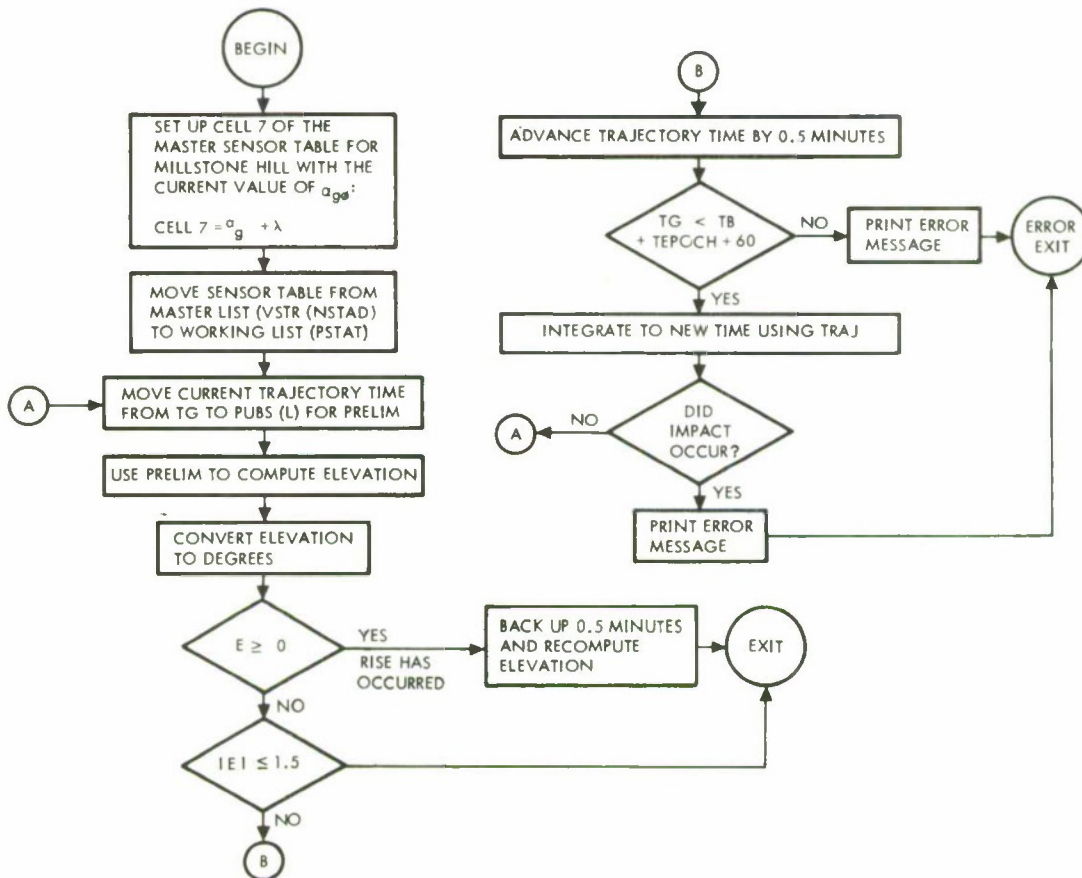 BEGIN
SET UP CELL 7 OF THE
MASTER SENSOR TABLE FOR
MILLSTONE HILL WITH THE
CURRENT VALUE OF αgø:
CELL 7 = αg + λ
MOVE SENSOR TABLE FROM
MASTER LIST (VSTR (NSTAD)
TO WORKING LIST (PSTAT)
A
MOVE CURRENT TRAJECTORY TIME
FROM TG TO PUBS (L) FOR PRELIM
USE PRELIM TO COMPUTE ELEVATION
CONVERT ELEVATION
TO DEGREES
E ≥ 0
YES
RISE HAS
OCCURRED
BACK UP 0.5 MINUTES
AND RECOMPUTE
ELEVATION
EXIT
NO
|E| ≤ 1.5
NO
B
B
ADVANCE TRAJECTORY TIME BY 0.5 MINUTES
TG < TB
+ TEPOCH + 60
NO
PRINT ERROR
MESSAGE
ERROR
EXIT
YES
INTEGRATE TO NEW TIME USING TRAJ
DID
IMPACT
OCCUR?
NO
A
YES
PRINT ERROR
MESSAGE